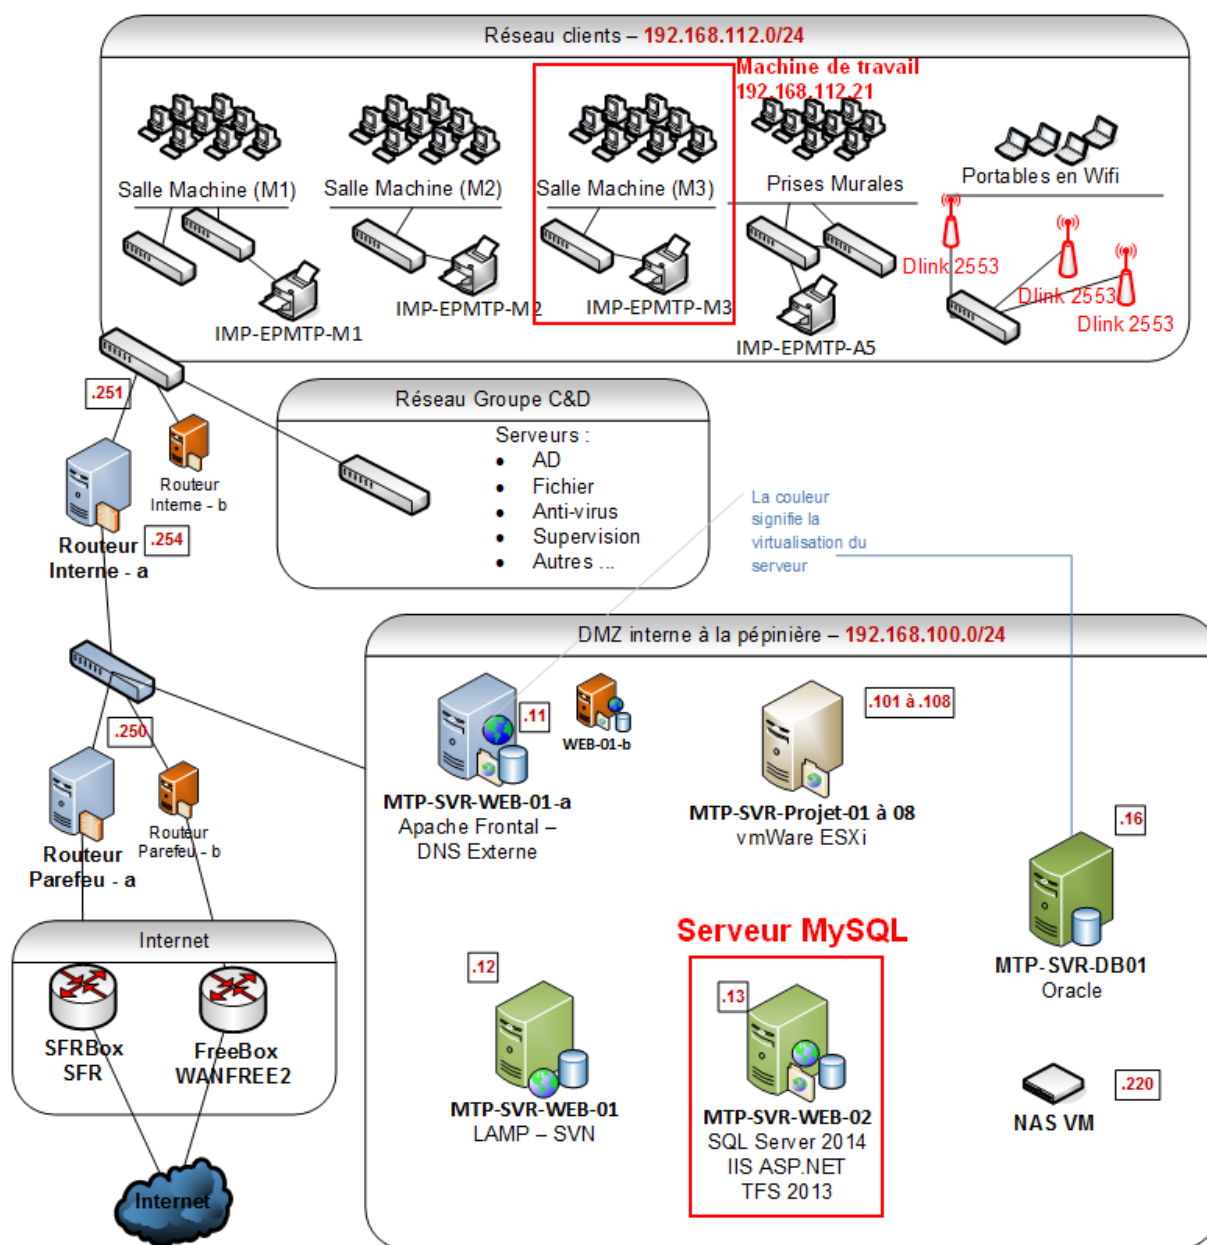 Réseau clients – 192.168.112.0/24
Machine de travail
192.168.112.21
Salle Machine (M1)
Salle Machine (M2)
Salle Machine (M3)
Prises Murales
Portables en Wifi
Dlink 2553
Dlink 2553
Dlink 2553
IMP-EPMTP-M1
IMP-EPMTP-M2
IMP-EPMTP-M3
IMP-EPMTP-A5
.251
Réseau Groupe C&D
Serveurs :
• AD
• Fichier
• Anti-virus
• Supervision
• Autres ...
Routeur
Interne - b
Routeur
Interne - a
.254
La couleur
signifie la
virtualisation du
serveur
DMZ interne à la pépinière – 192.168.100.0/24
.250
Routeur
Parefeu - a
Routeur
Parefeu - b
.11
WEB-01-b
MTP-SVR-WEB-01-a
Apache Frontal –
DNS Externe
.101 à .108
MTP-SVR-Projet-01 à 08
vmWare ESXi
.16
MTP-SVR-DB01
Oracle
Internet
SFRBox
SFR
FreeBox
WANFREE2
Internet
.12
MTP-SVR-WEB-01
LAMP – SVN
Serveur MySQL
.13
MTP-SVR-WEB-02
SQL Server 2014
IIS ASP.NET
TFS 2013
.220
NAS VM